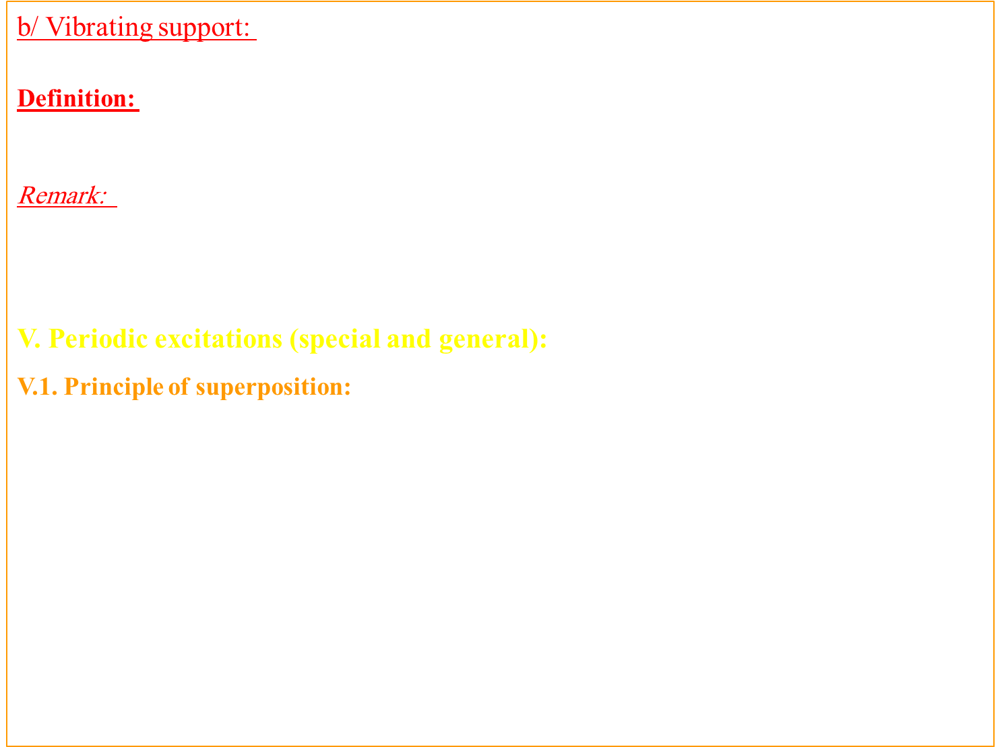 b/ Vibrating support:
Definition:
Remark:
V. Periodic excitations (special and general):
V.1. Principle of superposition: